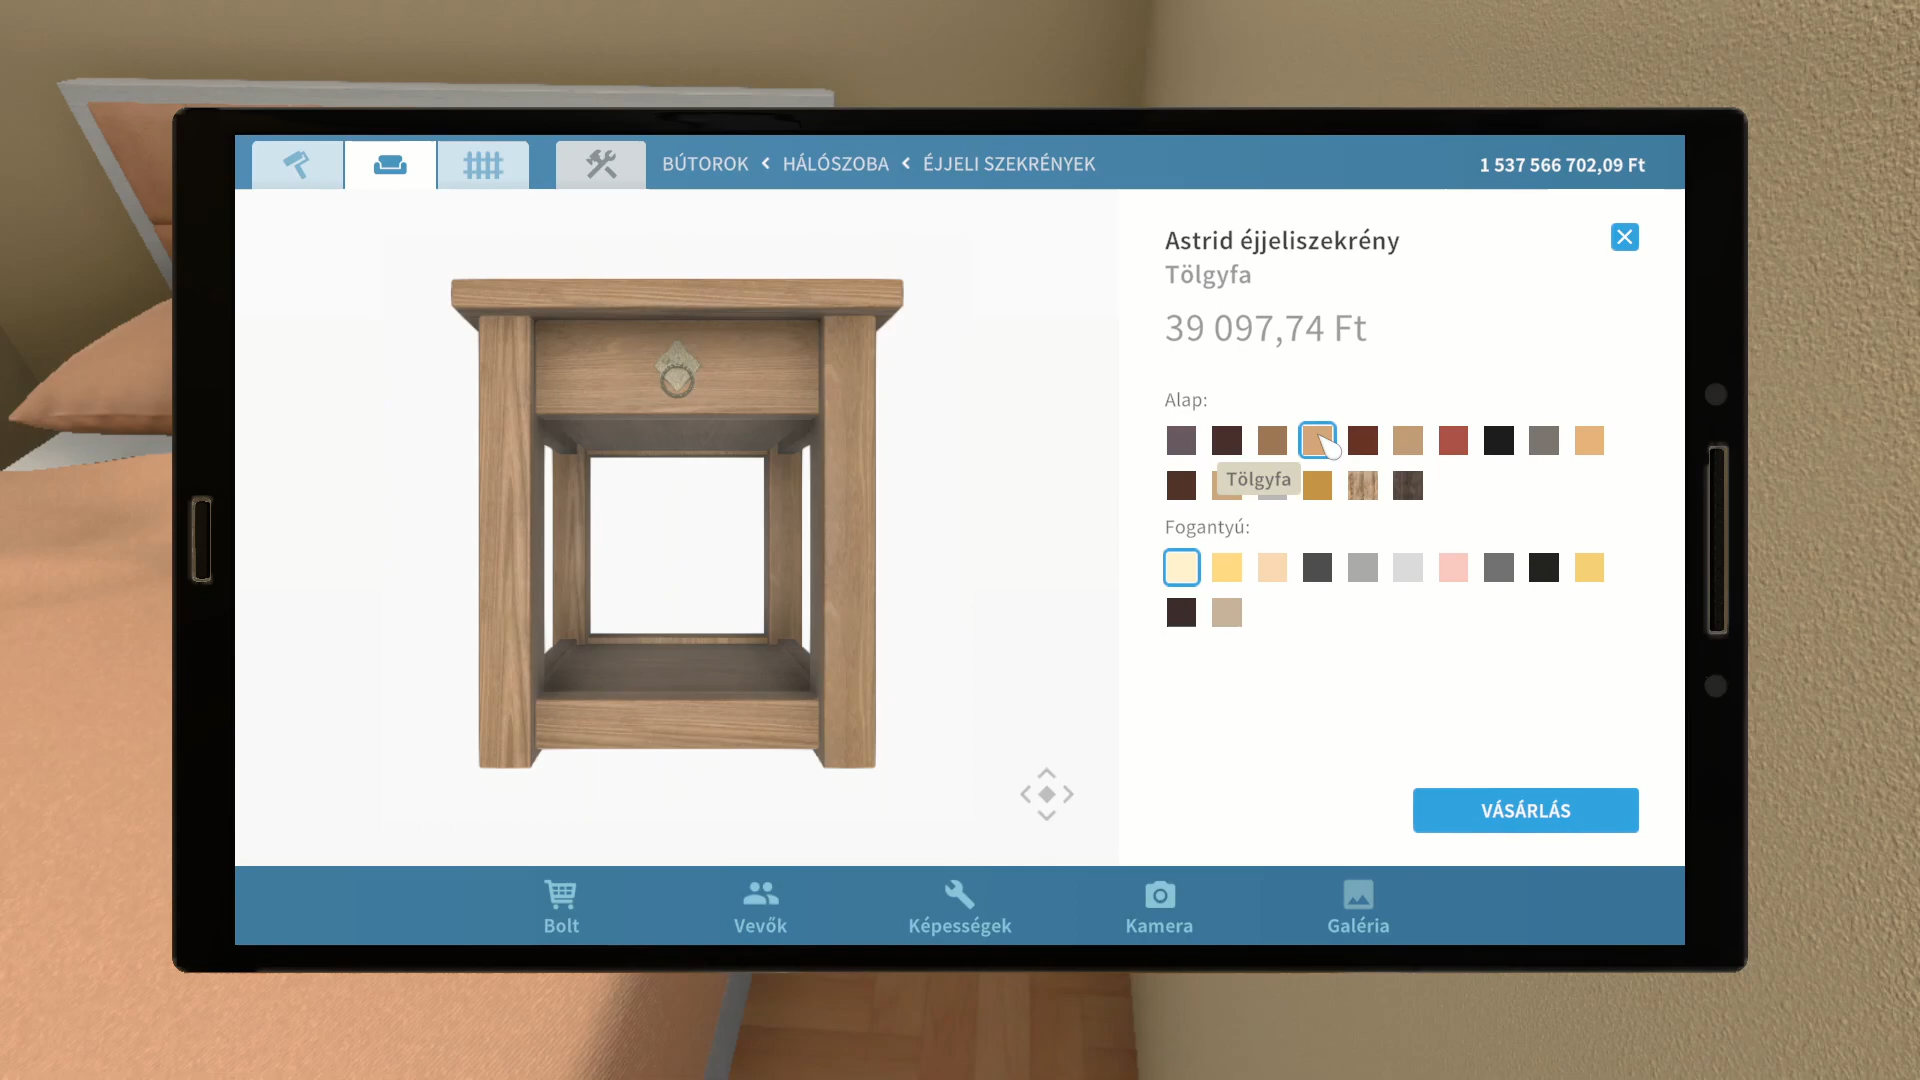 BÚTOROK < HÁLÓSZOBA < ÉJJELI SZEKRÉNYEK
1 537 566 702,09 Ft
Astrid éjjeliszekrény
Tölgyfa
39 097,74 Ft
Alap:
Tölgyfa
Fogantyú:
VÁSÁRLÁS
Bolt
Vevők
Képességek
Kamera
Galéria